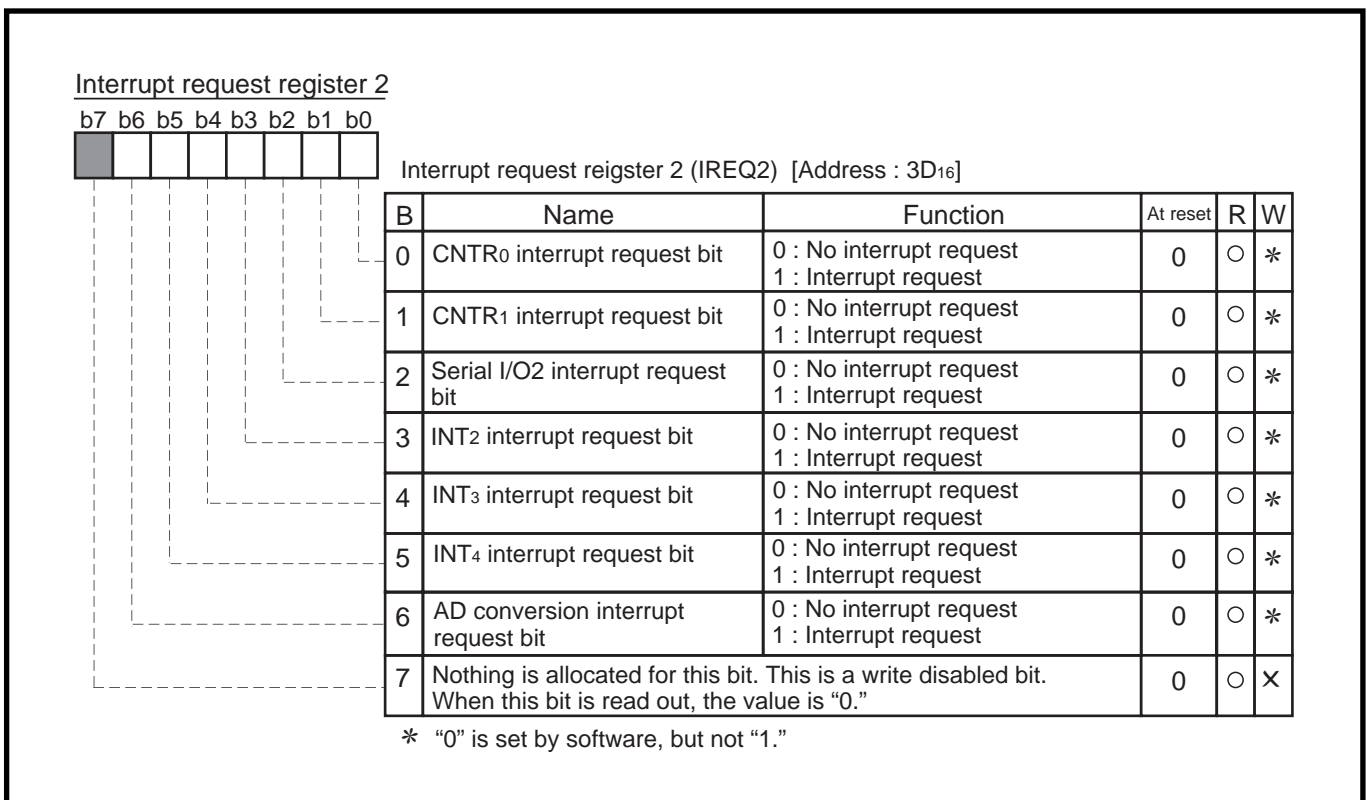 Interrupt request register 2
b7 b6 b5 b4 b3 b2 b1 b0
Interrupt request reigster 2 (IREQ2) [Address : 3D16]
B Name Function At reset R W
0 CNTR0 interrupt request bit 0 : No interrupt request 0 ○ *
1 : Interrupt request
1 CNTR1 interrupt request bit 0 : No interrupt request 0 ○ *
1 : Interrupt request
2 Serial I/O2 interrupt request 0 : No interrupt request 0 ○ *
bit 1 : Interrupt request
3 INT2 interrupt request bit 0 : No interrupt request 0 ○ *
1 : Interrupt request
4 INT3 interrupt request bit 0 : No interrupt request 0 ○ *
1 : Interrupt request
5 INT4 interrupt request bit 0 : No interrupt request 0 ○ *
1 : Interrupt request
6 AD conversion interrupt 0 : No interrupt request 0 ○ *
request bit 1 : Interrupt request
7 Nothing is allocated for this bit. This is a write disabled bit. 0 ○ ×
When this bit is read out, the value is “0.”
* “0” is set by software, but not “1.”